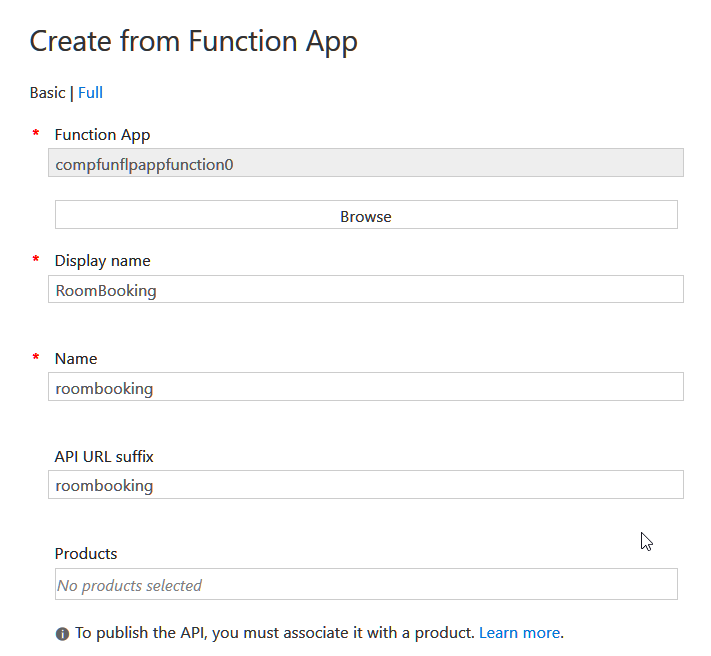 Create from Function App
Basic | Full
* Function App
compfunflpappfunction0
Browse
* Display name
RoomBooking
* Name
roombooking
API URL suffix
roombooking
Products
No products selected
To publish the API, you must associate it with a product. Learn more.